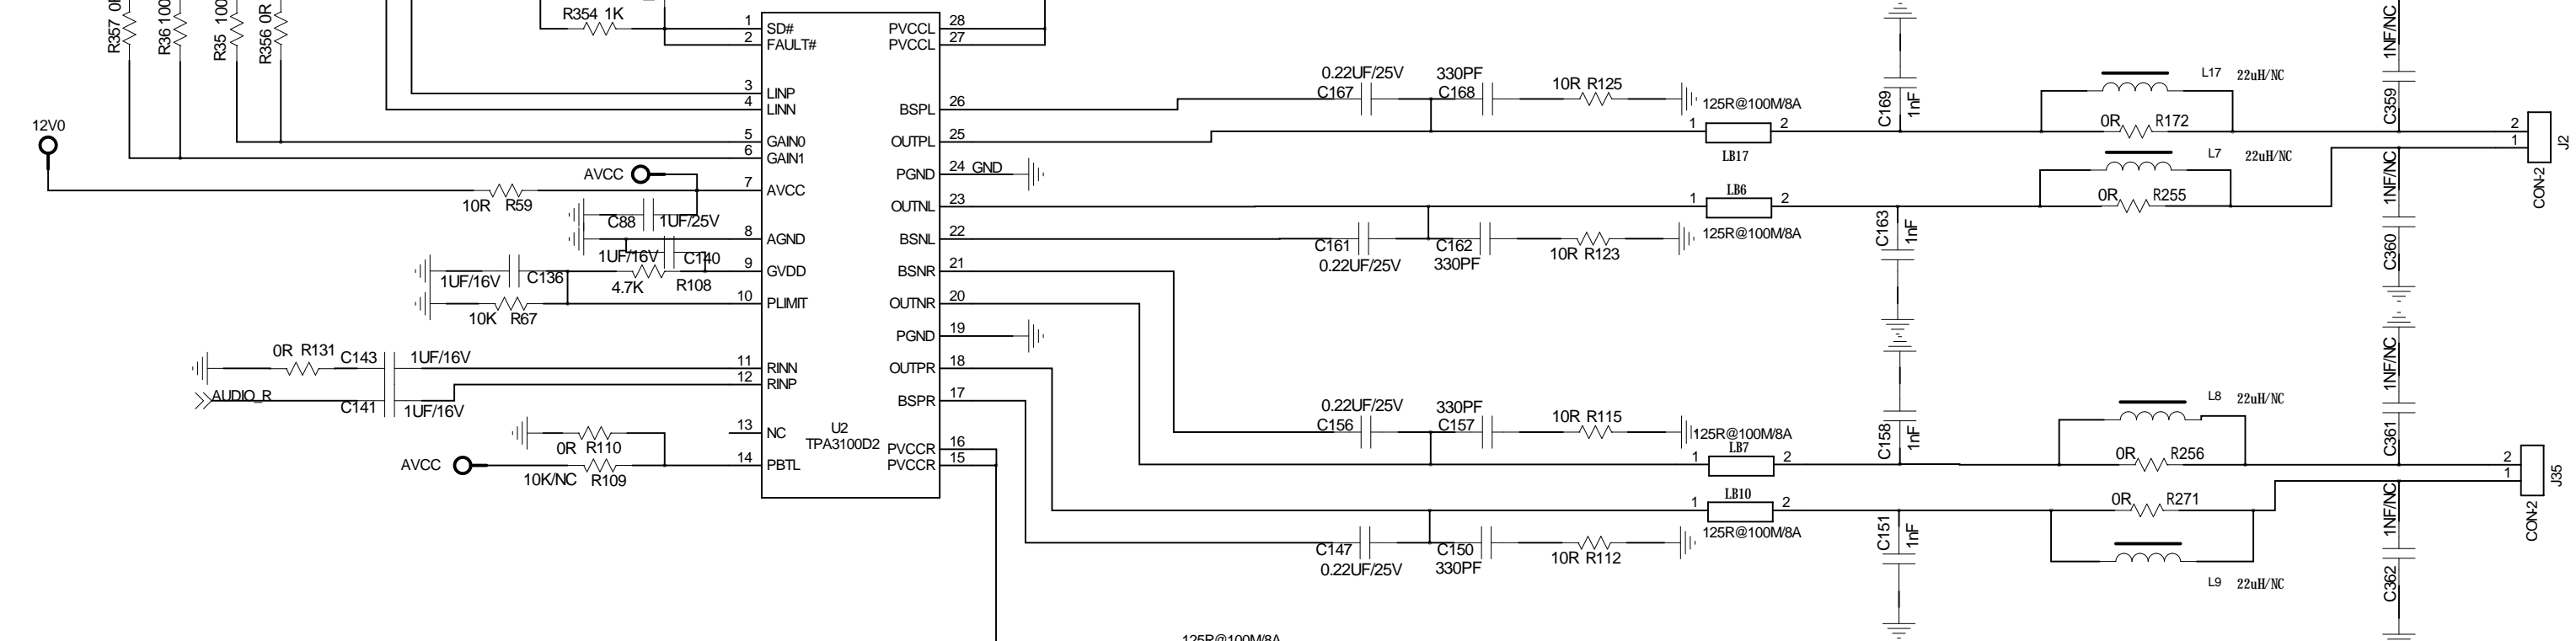 R357 0
R36 100
R35 100
R356 0R
R354 1K
12V0
10R R59
AVCC
C88 1UF/25V
1UF/16V C140
1UF/16V C136
4.7K R108
10K R67
0R R131 C143 1UF/16V
AUDIO_R
C141 1UF/16V
0R R110
AVCC
10K/NC R109
1 SD#
2 FAULT#
3 LINP
4 LINN
5 GAIN0
6 GAIN1
7 AVCC
8 AGND
9 GVDD
10 PLIMIT
11 RINN
12 RINP
13 NC
14 PBTL
U2
TPA3100D2
PVCCL 28
PVCCL 27
BSPL 26
OUTPL 25
PGND 24 GND
OUTNL 23
BSNL 22
BSNR 21
OUTNR 20
PGND 19
OUTPR 18
BSPR 17
PVCCR 16
PVCCR 15
0.22UF/25V 330PF
C167 C168 10R R125
125R@100M/8A
1 2
LB17
LB6
1 2
125R@100M/8A
C161 C162 10R R123
0.22UF/25V 330PF
0.22UF/25V 330PF
C156 C157 10R R115
125R@100M/8A
LB7
1 2
LB10
1 2
125R@100M/8A
C147 C150 10R R112
0.22UF/25V 330PF
125R@100M/8A
C169 1nF
C163 1nF
C158 1nF
C151 1nF
L17 22uH/NC
0R R172
L7 22uH/NC
0R R255
L8 22uH/NC
0R R256
0R R271
L9 22uH/NC
1NF/NC C359
1NF/NC C360
1NF/NC C361
1NF/NC C362
2
1
J2
CON-2
2
1
J35
CON-2